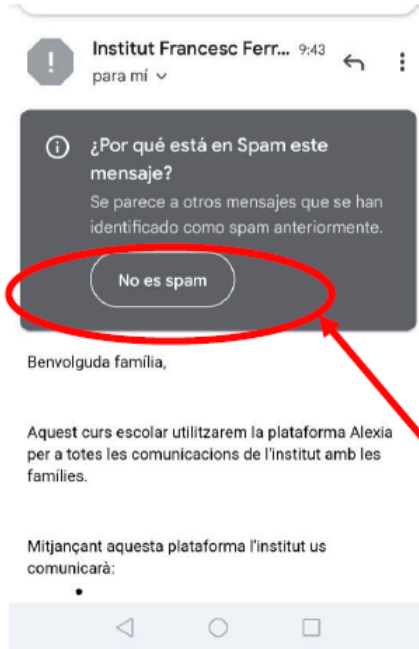 Institut Francesc Ferr... 9:43
para mí
¿Por qué está en Spam este
mensaje?
Se parece a otros mensajes que se han
identificado como spam anteriormente.
No es spam
Benvolguda família,
Aquest curs escolar utilitzarem la plataforma Alexia
per a totes les comunicacions de l'institut amb les
famílies.
Mitjançant aquesta plataforma l'institut us
comunicarà:
•